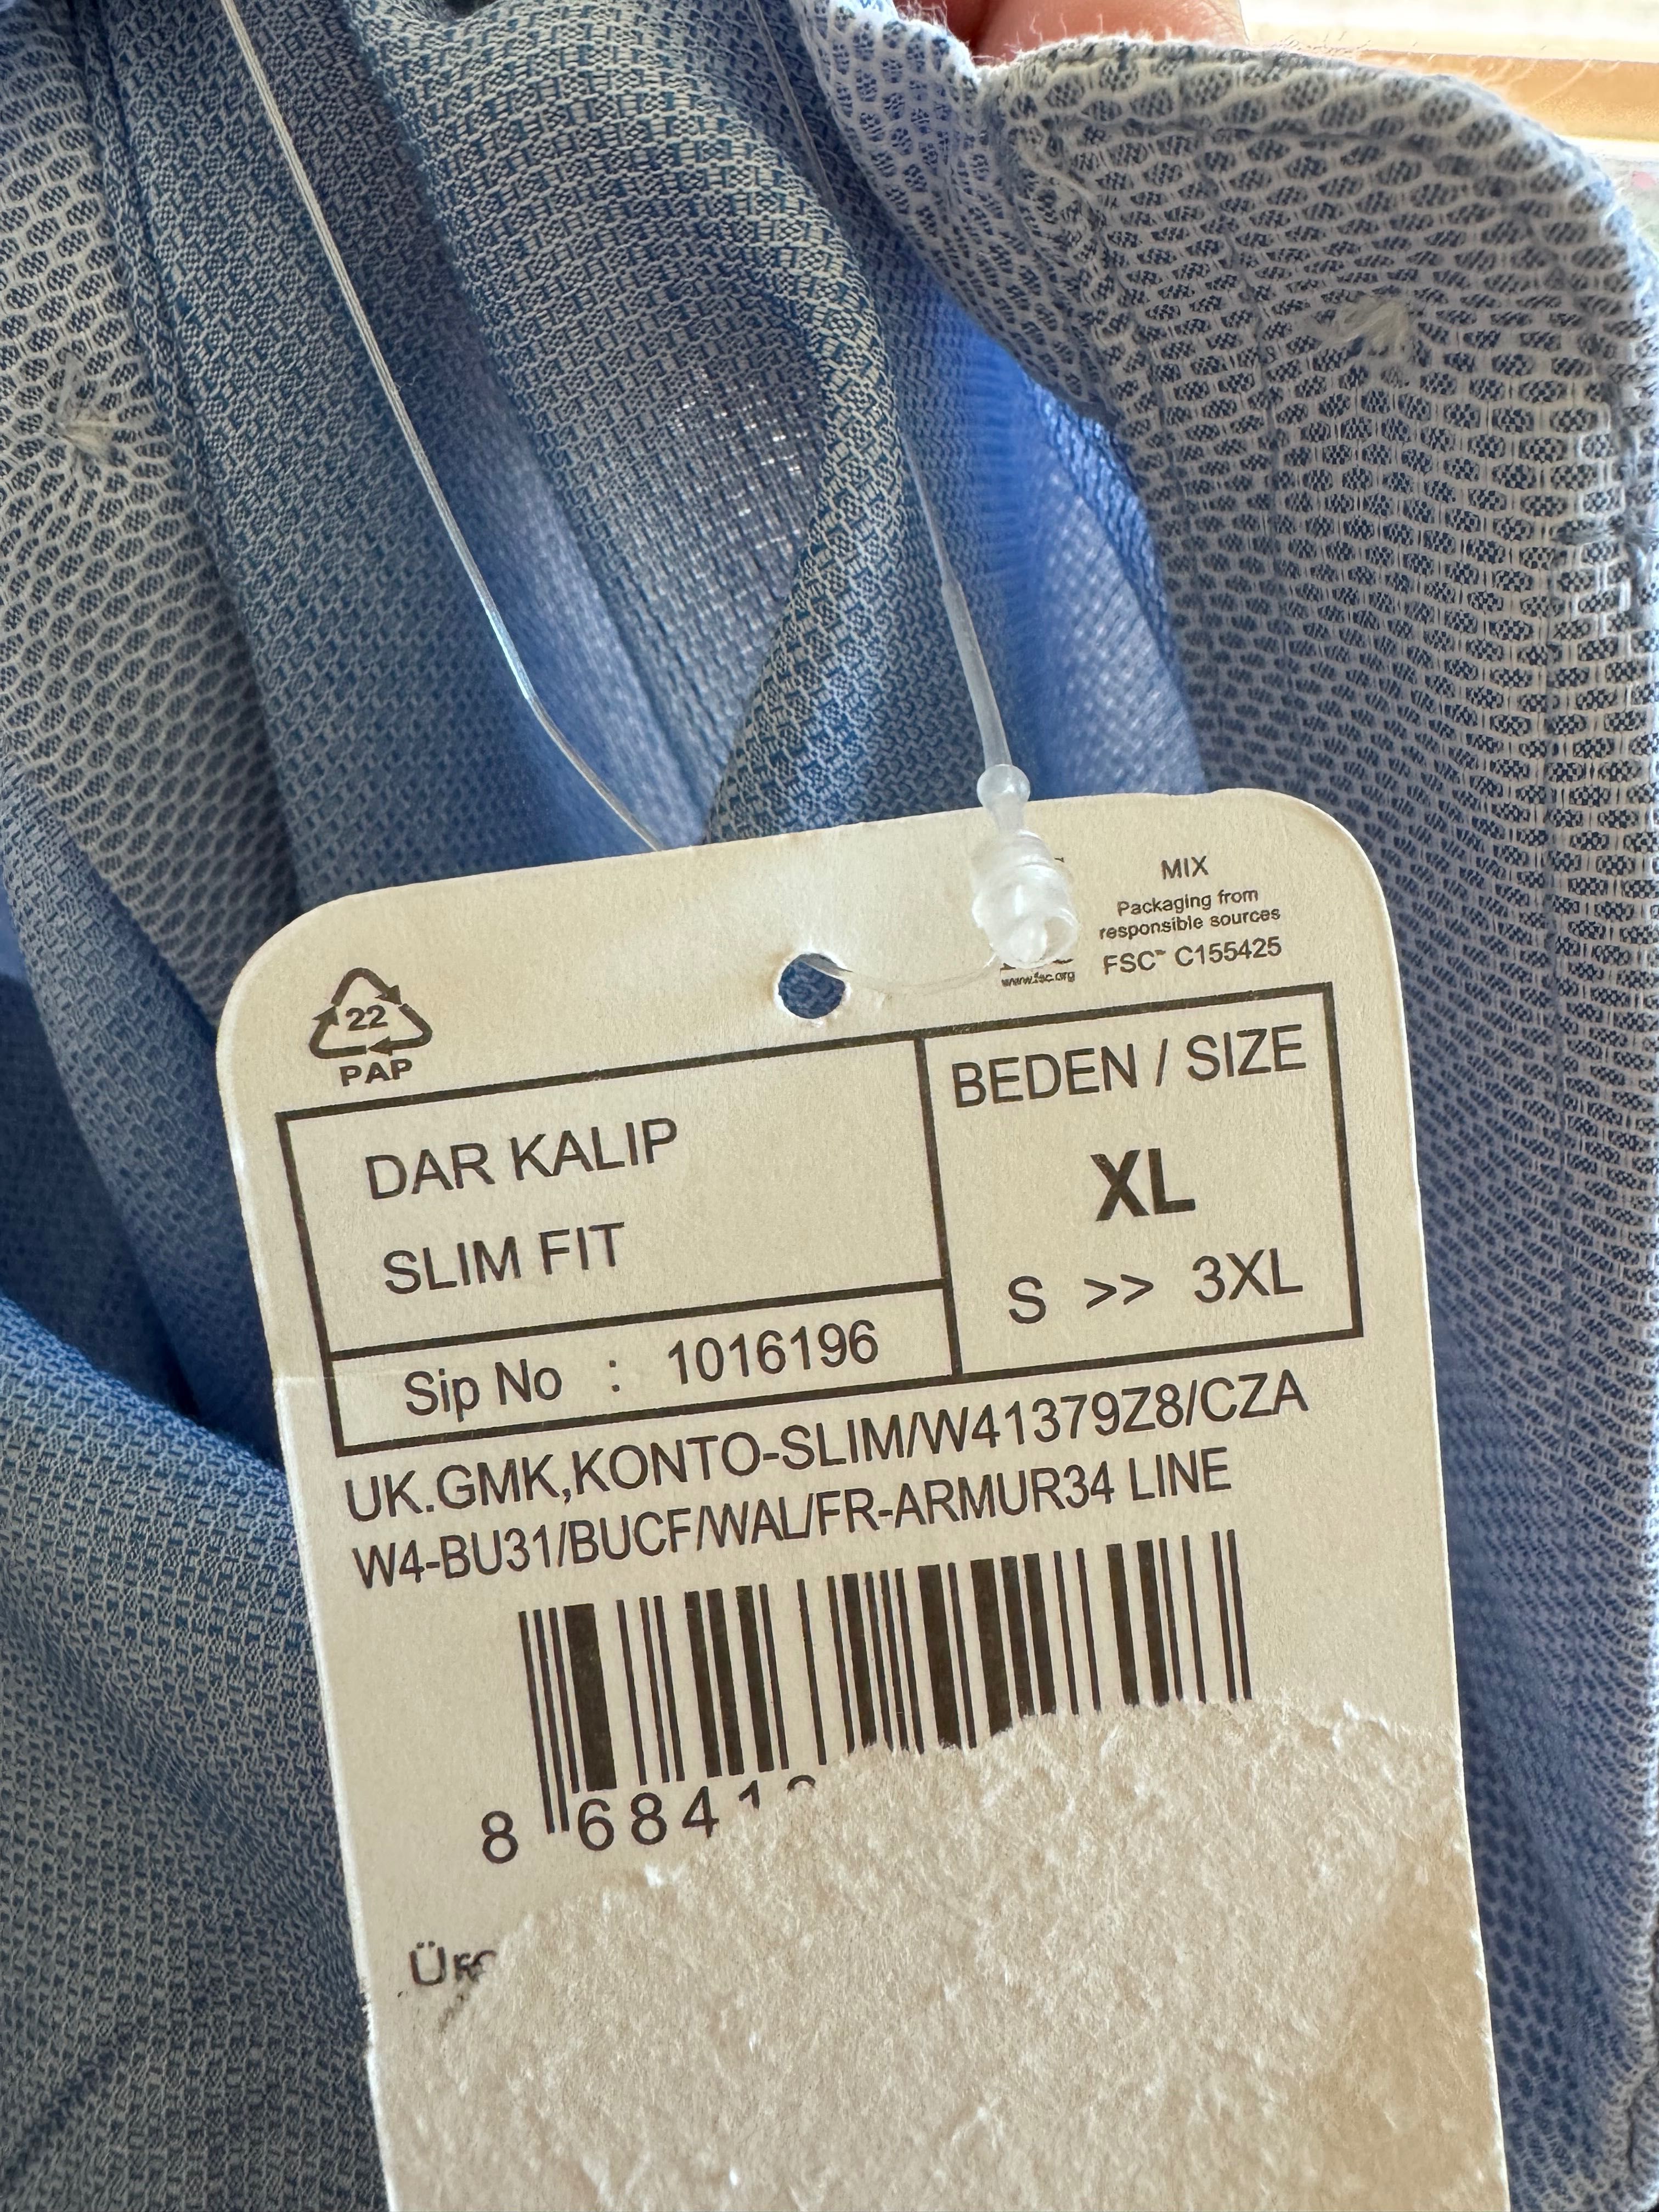 MIX
Packaging from
responsible sources
FSC™ C155425
www.fsc.org
22
PAP
BEDEN / SIZE
XL
S >> 3XL
DAR KALIP
SLIM FIT
Sip No : 1016196
UK.GMK,KONTO-SLIM/W41379Z8/CZA
W4-BU31/BUCF/WAL/FR-ARMUR34 LINE
8 6841